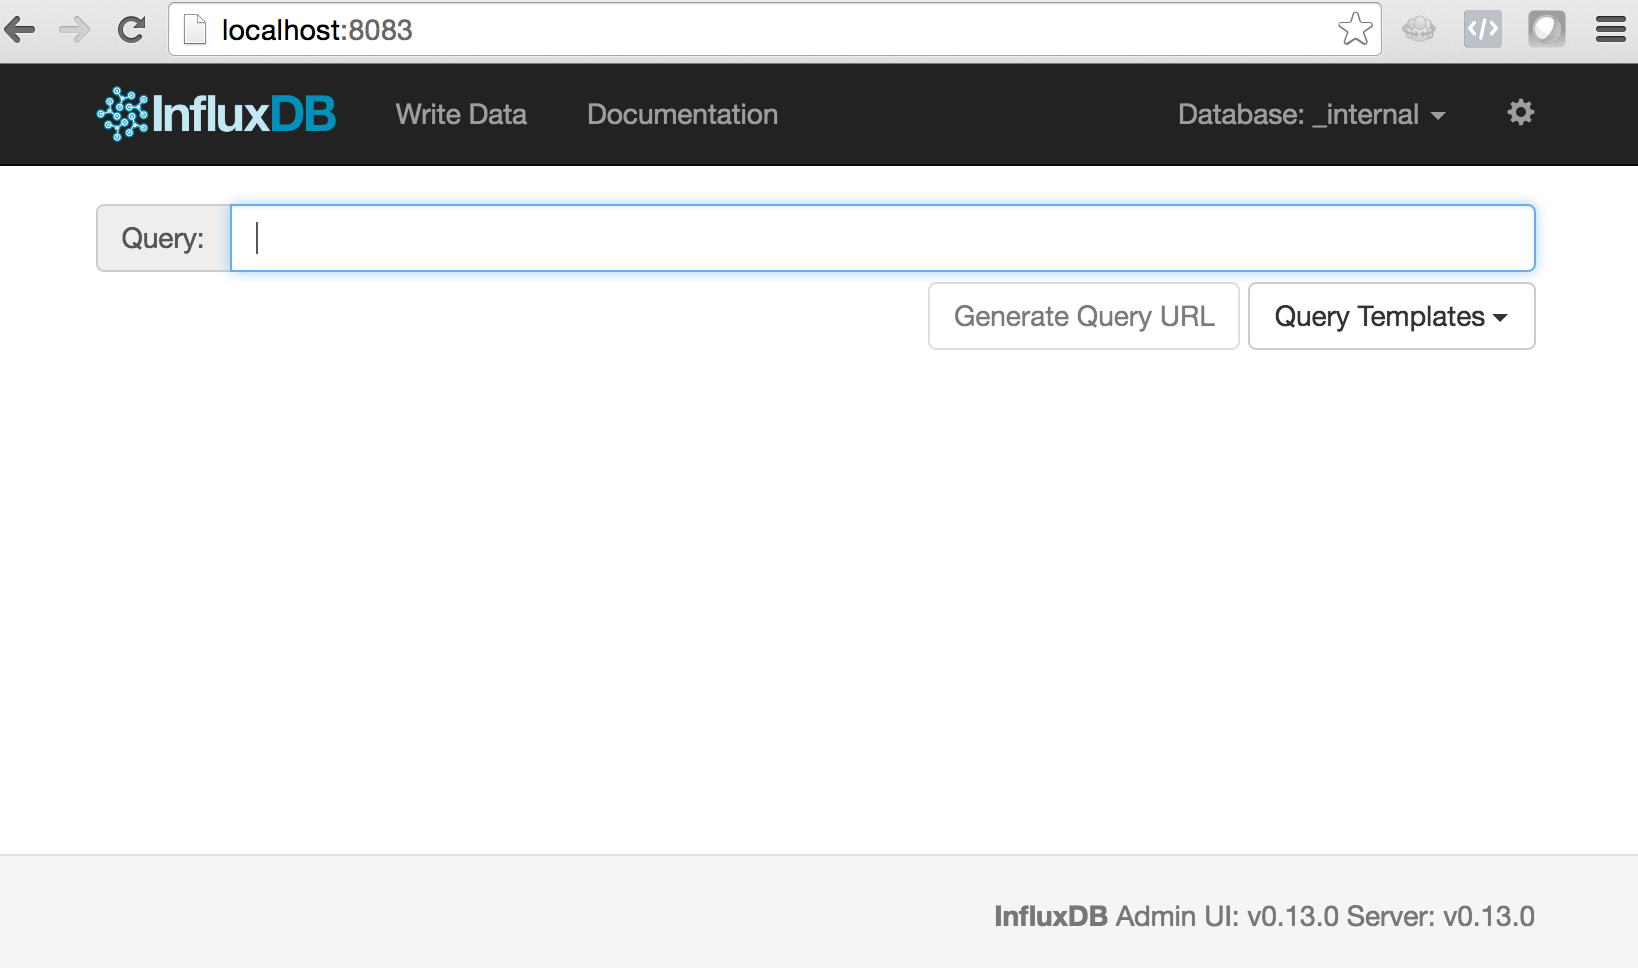 localhost:8083
InfluxDB Write Data Documentation Database: _internal
Query:
Generate Query URL Query Templates
InfluxDB Admin UI: v0.13.0 Server: v0.13.0